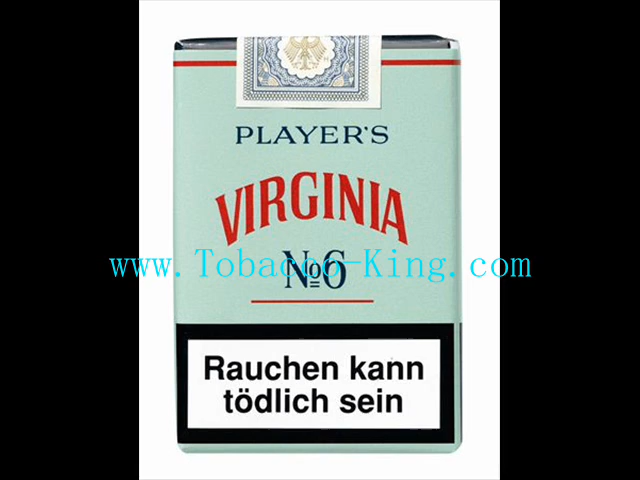 PLAYER'S
VIRGINIA
www.Tobacco-King.com
№6
Rauchen kann
tödlich sein